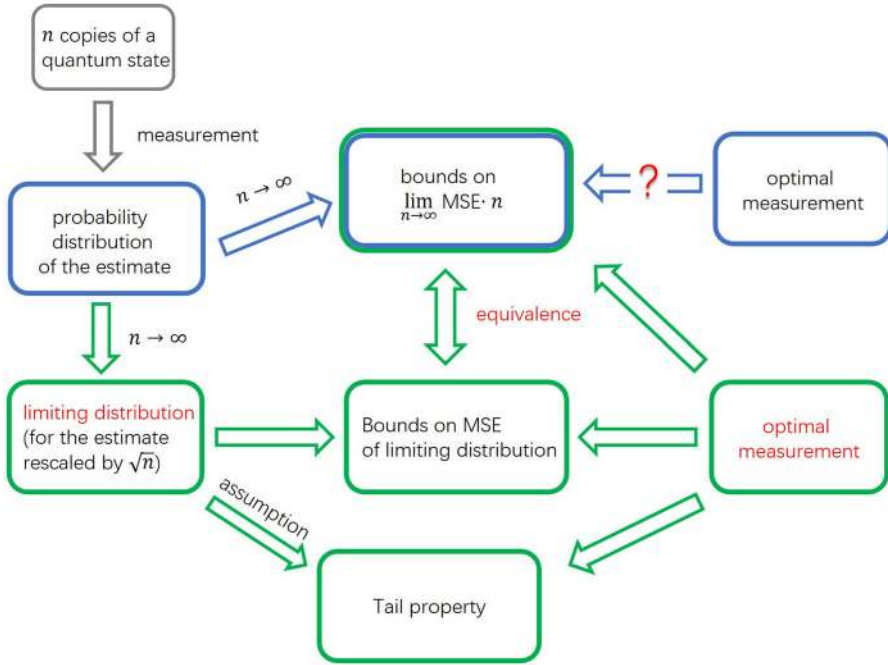 n copies of a
quantum state
measurement
probability
distribution
of the estimate
n → ∞
bounds on
lim MSE· n
n→∞
?
optimal
measurement
n → ∞
equivalence
limiting distribution
(for the estimate
rescaled by √n)
Bounds on MSE
of limiting distribution
optimal
measurement
assumption
Tail property